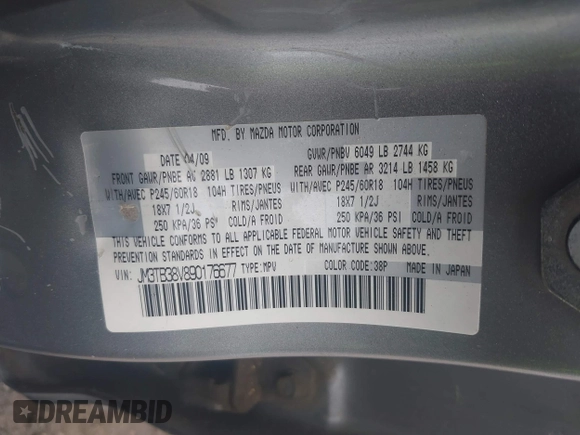 MFD. BY MAZDA MOTOR CORPORATION
DATE 04/09 GVWR/PNBV 6049 LB 2744 KG
FRONT GAWR/PNBE AV 2881 LB 1307 KG REAR GAWR/PNBE AR 3214 LB 1458 KG
WITH/AVEC P245/60R18 104H TIRES/PNEUS WITH/AVEC P245/60R18 104H TIRES/PNEUS
18X7 1/2J RIMS/JANTES 18X7 1/2J RIMS/JANTES
250 KPA/36 PSI COLD/A FROID 250 KPA/36 PSI COLD/A FROID
THIS VEHICLE CONFORMS TO ALL APPLICABLE FEDERAL MOTOR VEHICLE SAFETY AND THEFT
PREVENTION STANDARDS IN EFFECT ON THE DATE OF MANUFACTURE SHOWN ABOVE.
VIN: JM3TB38V890176677 TYPE:MPV COLOR CODE:38P MADE IN JAPAN
DREAMBID